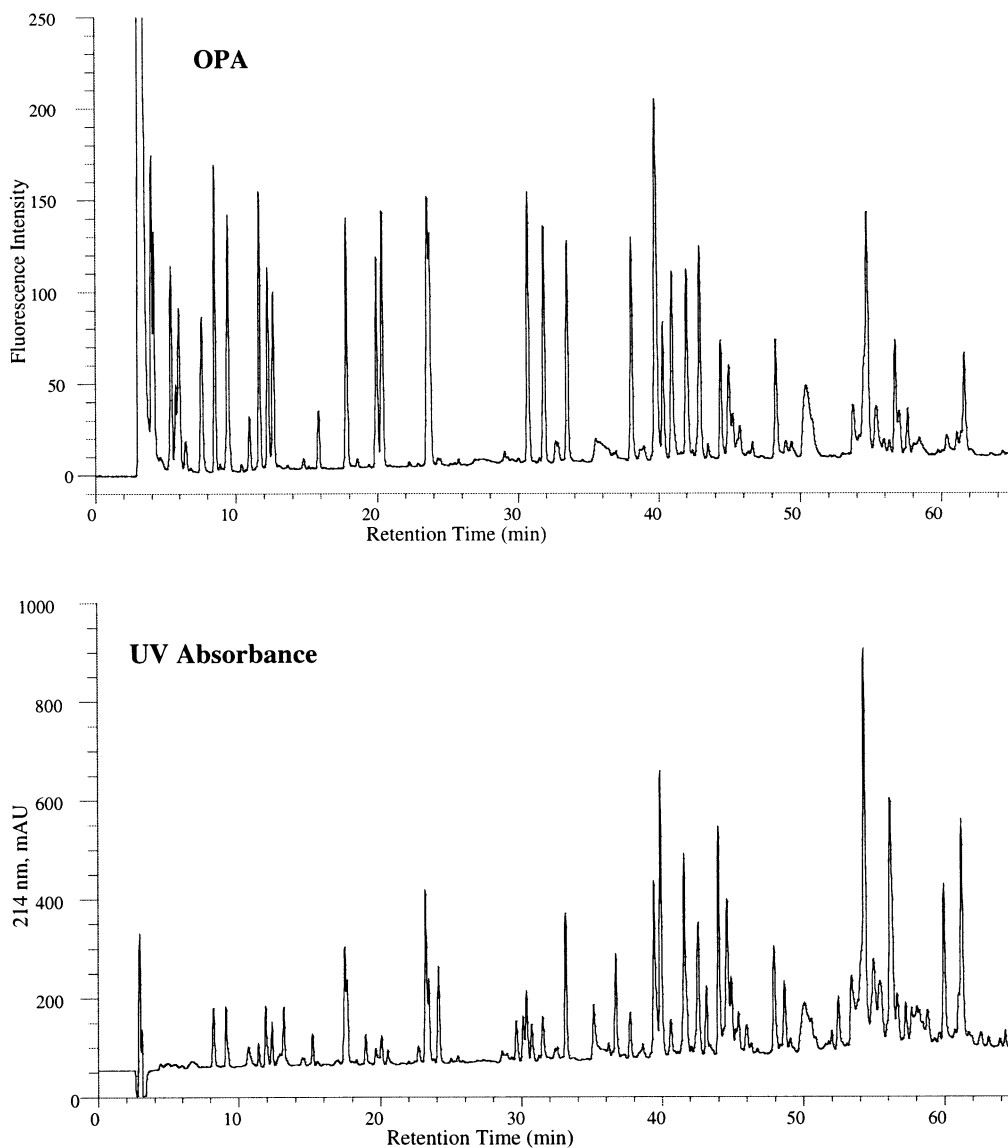 250
OPA
200
150
100
50
0
Fluorescence Intensity
0 10 20 30 40 50 60
Retention Time (min)
1000
UV Absorbance
800
600
400
200
0
214 nm, mAU
0 10 20 30 40 50 60
Retention Time (min)